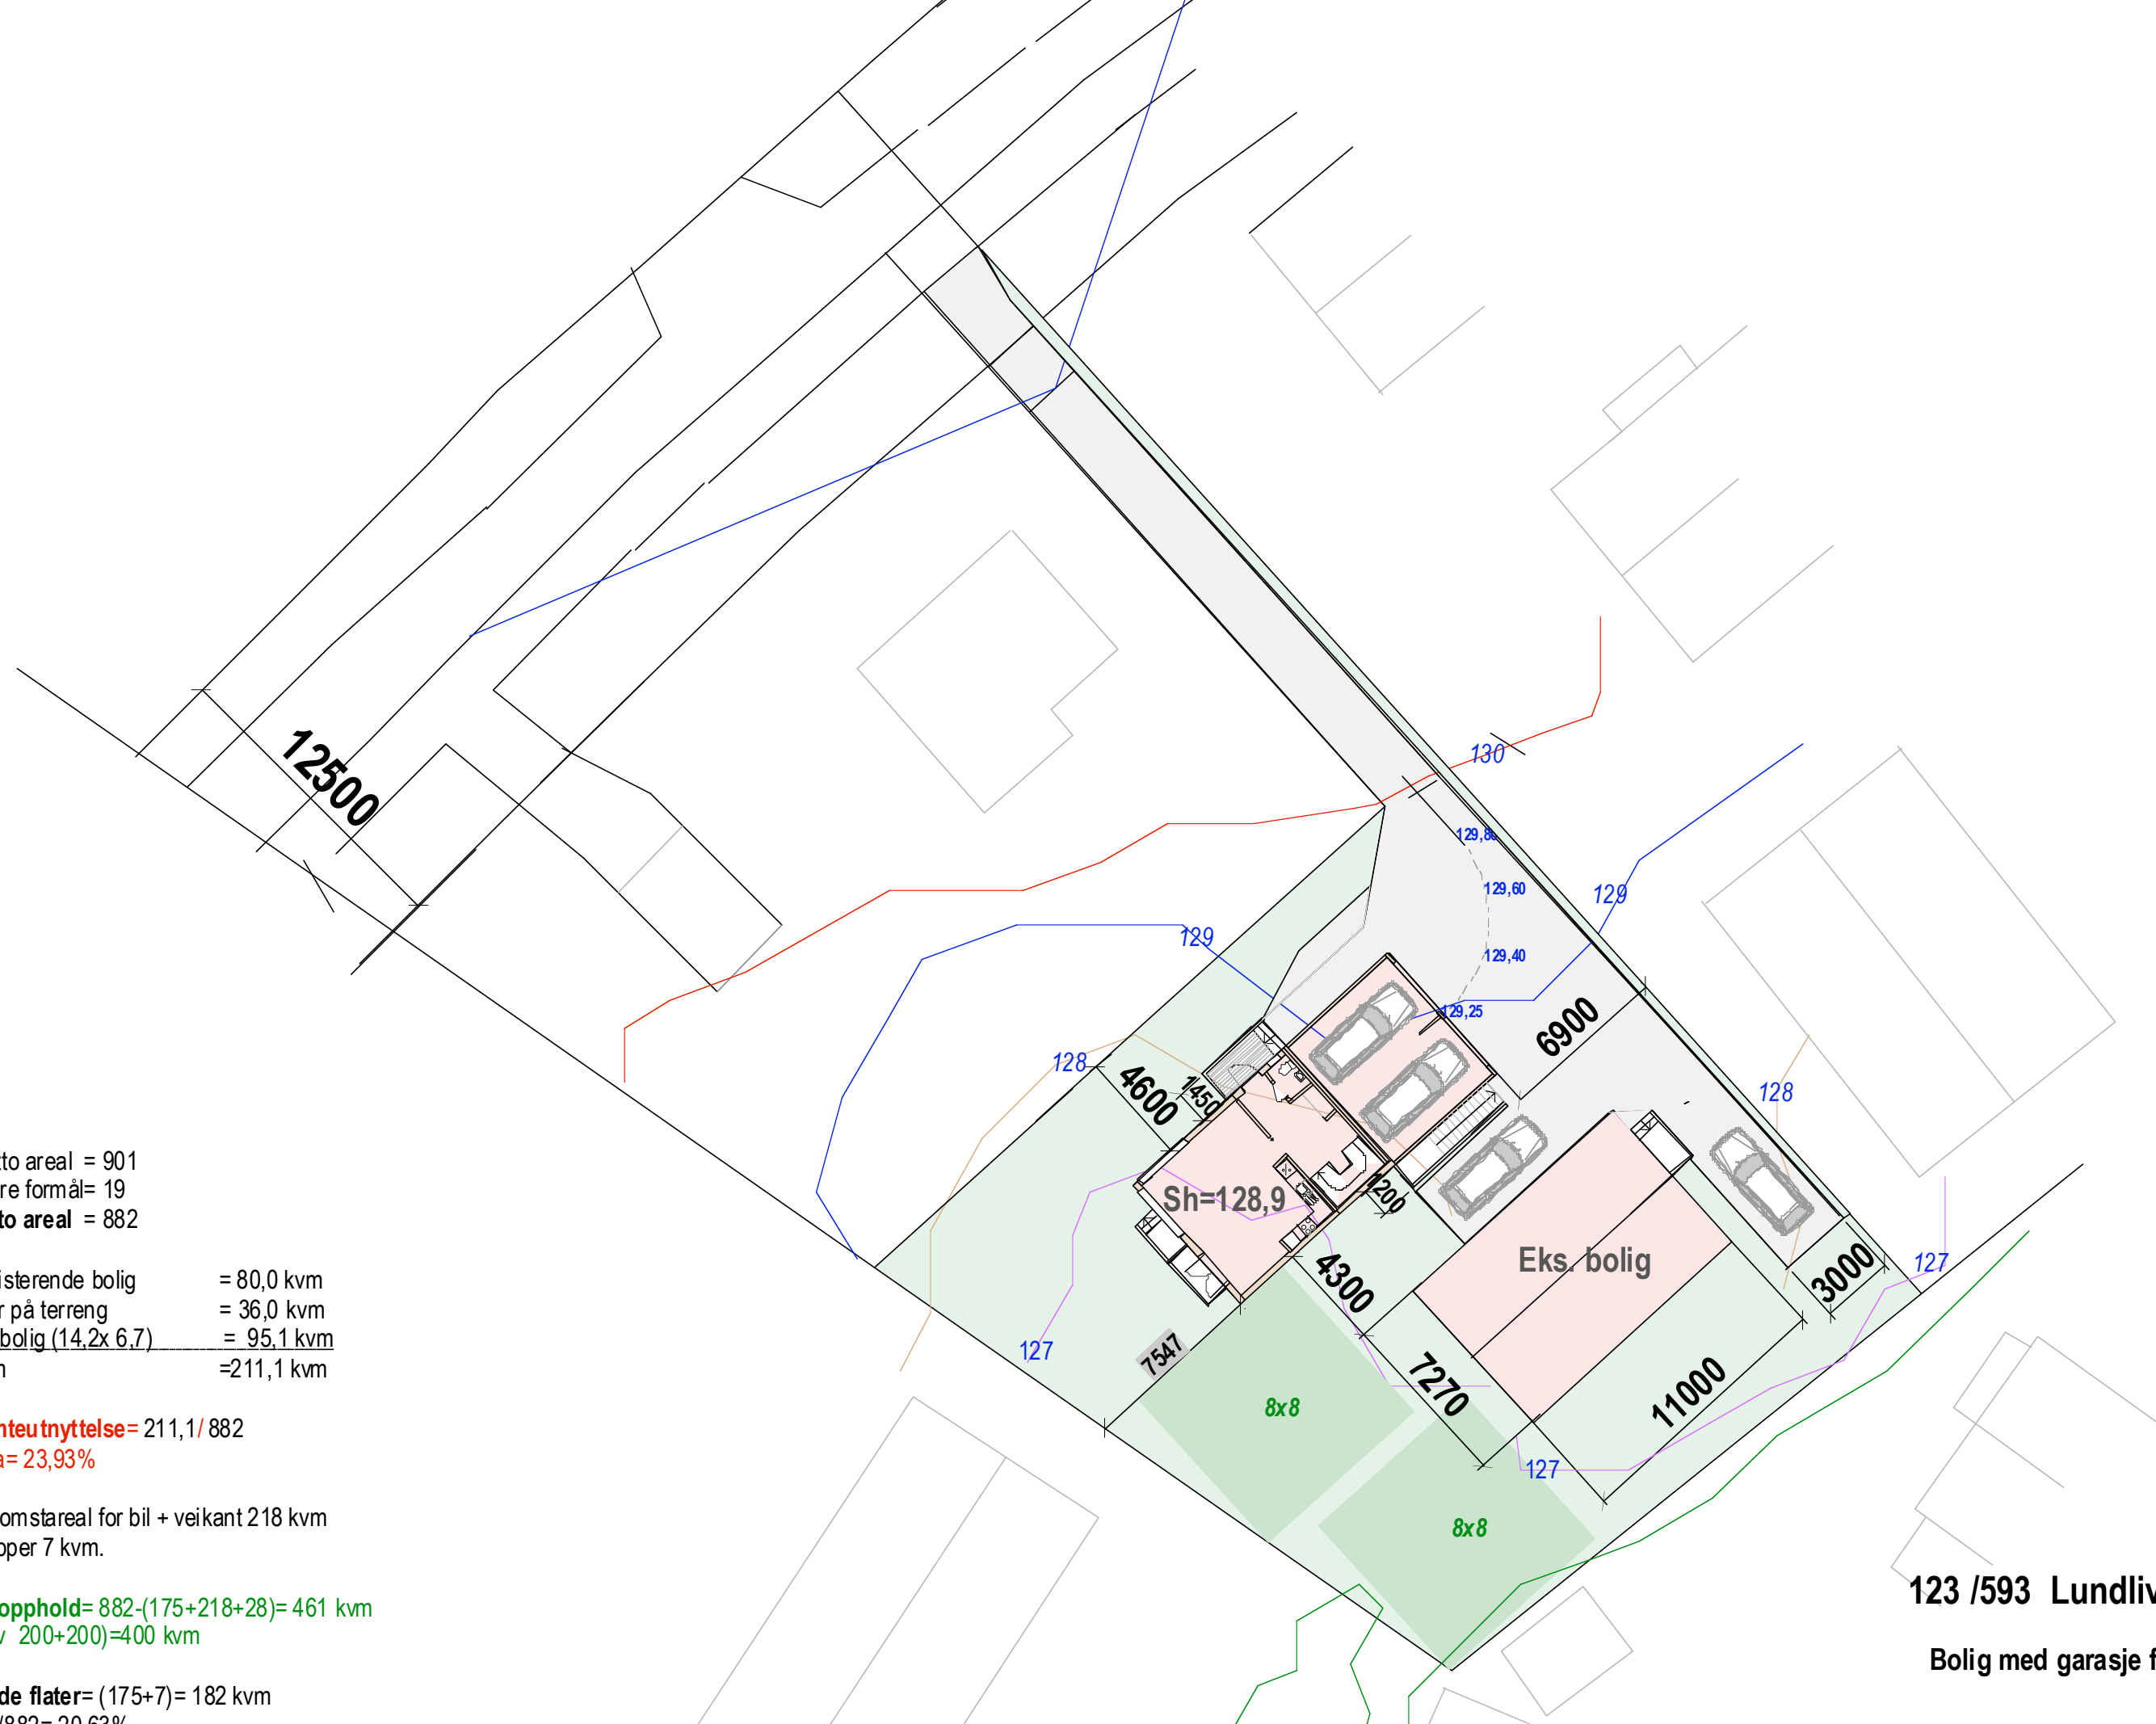 12500
130
129,8
129,60
129,40
129,25
129
129
128
128
6900
4600
1450
1200
Sh=128,9
Eks. bolig
4300
3000
127
127
127
7547
7270
11000
8x8
8x8
to areal = 901
re formål= 19
to areal = 882
isterende bolig = 80,0 kvm
r på terreng = 36,0 kvm
bolig (14,2x 6,7) = 95,1 kvm
=211,1 kvm
nteutnyttelse= 211,1/ 882
= 23,93%
omstareal for bil + veikant 218 kvm
pper 7 kvm.
opphold= 882-(175+218+28)= 461 kvm
v 200+200)=400 kvm
de flater= (175+7)= 182 kvm
/882= 20,63%
123 /593 Lundliv
Bolig med garasje f